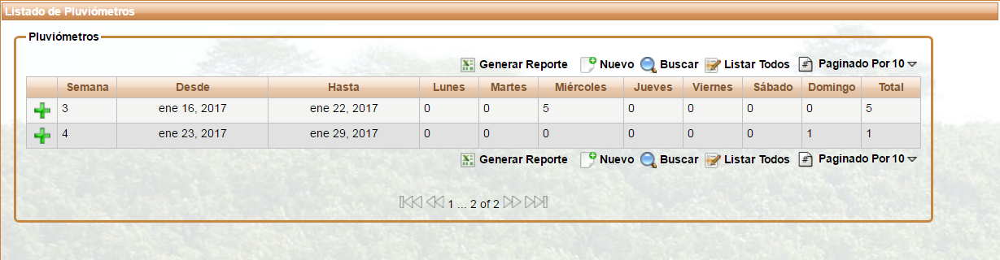 Listado de Pluviómetros
Pluviómetros
Generar Reporte Nuevo Buscar Listar Todos # Paginado Por 10
Semana Desde Hasta Lunes Martes Miércoles Jueves Viernes Sábado Domingo Total
3 ene 16, 2017 ene 22, 2017 0 0 5 0 0 0 0 5
4 ene 23, 2017 ene 29, 2017 0 0 0 0 0 0 1 1
Generar Reporte Nuevo Buscar Listar Todos # Paginado Por 10
1 ... 2 of 2